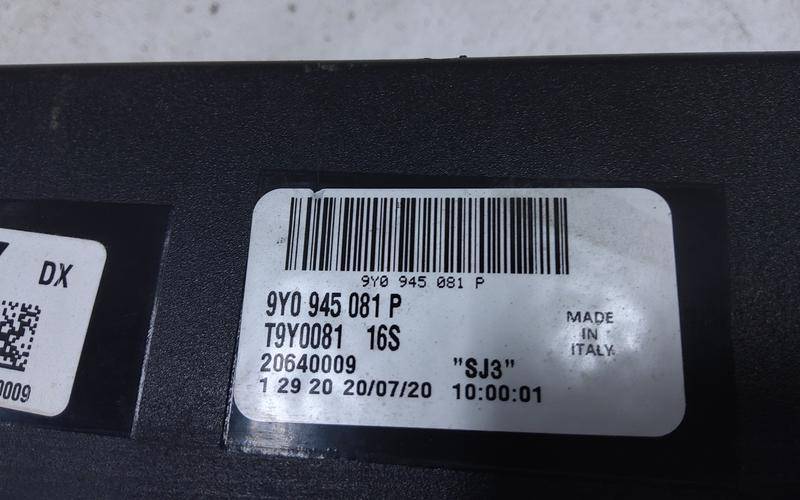 DX
0009
9Y0 945 081 P
9Y0 945 081 P
T9Y0081 16S
20640009 "SJ3"
1 29 20 20/07/20 10:00:01
MADE
IN
ITALY